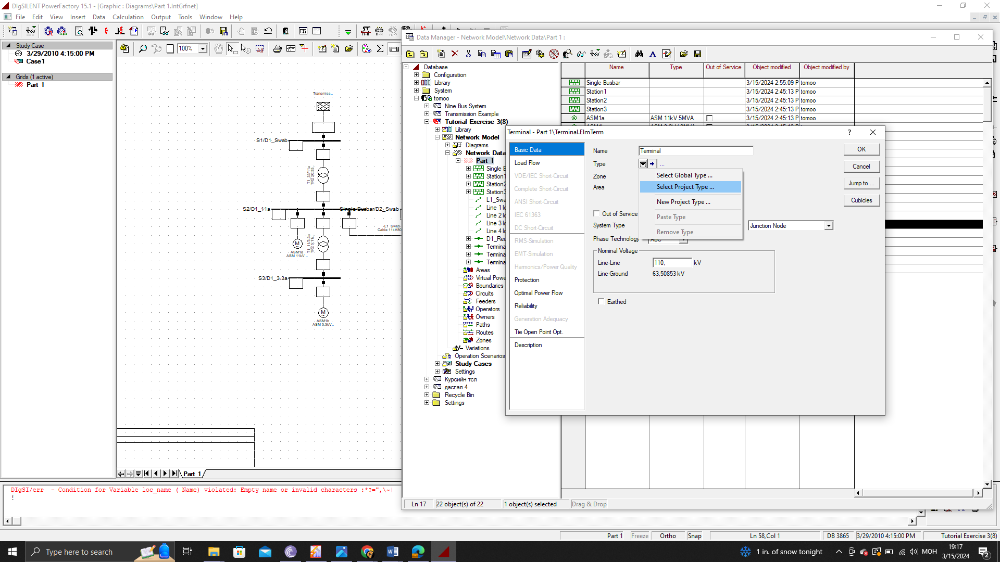 DIgSILENT PowerFactory 15.1 - [Graphic : Diagrams\Part 1.IntGrfnet]
File Edit View Insert Data Calculation Output Tools Window Help
Study Case
3/29/2010 4:15:00 PM
Case1
Grids (1 active)
Part 1
100%
Transmiss..
S1/D1_Swab
T1_33/11a
TR2 20;33..
S2/D1_11a
Single Busbar/D2_Swab
L1_Swab
Cable 11kV80
ASM1a
ASM 11kV ..
T1_11/3.3a
TR2 5;11/..
S3/D1_3.3a
ASM1b
ASM 3.3kV..
Part 1
Data Manager - Network Model\Network Data\Part 1 :
Database
Configuration
Library
System
tomoo
Nine Bus System
Transmission Example
Tutorial Exercise 3(8)
Library
Network Model
Diagrams
Network Data
Part 1
Single B
Station1
Station2
Station3
L1_Swa
Line 1 l
Line 2 l
Line 3 l
Line 4 l
D1_Reu
Termina
Termina
Termina
Areas
Virtual Powe
Boundaries
Circuits
Feeders
Operators
Owners
Paths
Routes
Zones
Variations
Operation Scenarios
Study Cases
Settings
Курсийн тсл
дасгал 4
Recycle Bin
Settings
Name Type Out of Service Object modified Object modified by
Single Busbar 3/15/2024 2:55:09 P tomoo
Station1 3/15/2024 2:45:13 P tomoo
Station2 3/15/2024 2:45:13 P tomoo
Station3 3/15/2024 2:45:13 P tomoo
ASM1a ASM 11kV 5MVA 3/15/2024 2:45:13 P tomoo
Terminal - Part 1\Terminal.ElmTerm
Basic Data
Load Flow
VDE/IEC Short-Circuit
Complete Short-Circuit
ANSI Short-Circuit
IEC 61363
DC Short-Circuit
RMS-Simulation
EMT-Simulation
Harmonics/Power Quality
Protection
Optimal Power Flow
Reliability
Generation Adequacy
Tie Open Point Opt.
Description
Name Terminal
Type ...
Zone
Area
Out of Service
System Type
Junction Node
Phase Technology ABC
Nominal Voltage
Line-Line 110, kV
Line-Ground 63,50853 kV
Earthed
Select Global Type ...
Select Project Type ...
New Project Type ...
Paste Type
Remove Type
OK
Cancel
Jump to ...
Cubicles
Ln 17 22 object(s) of 22 1 object(s) selected Drag & Drop
DIgSI/err - Condition for Variable loc_name ( Name) violated: Empty name or invalid characters :*?=",\~|
!
Part 1 Freeze Ortho Snap Ln 58,Col 1 DB 3865 3/29/2010 4:15:00 PM Tutorial Exercise 3(8)
Type here to search
1 in. of snow tonight
МОН
19:17
3/15/2024
2